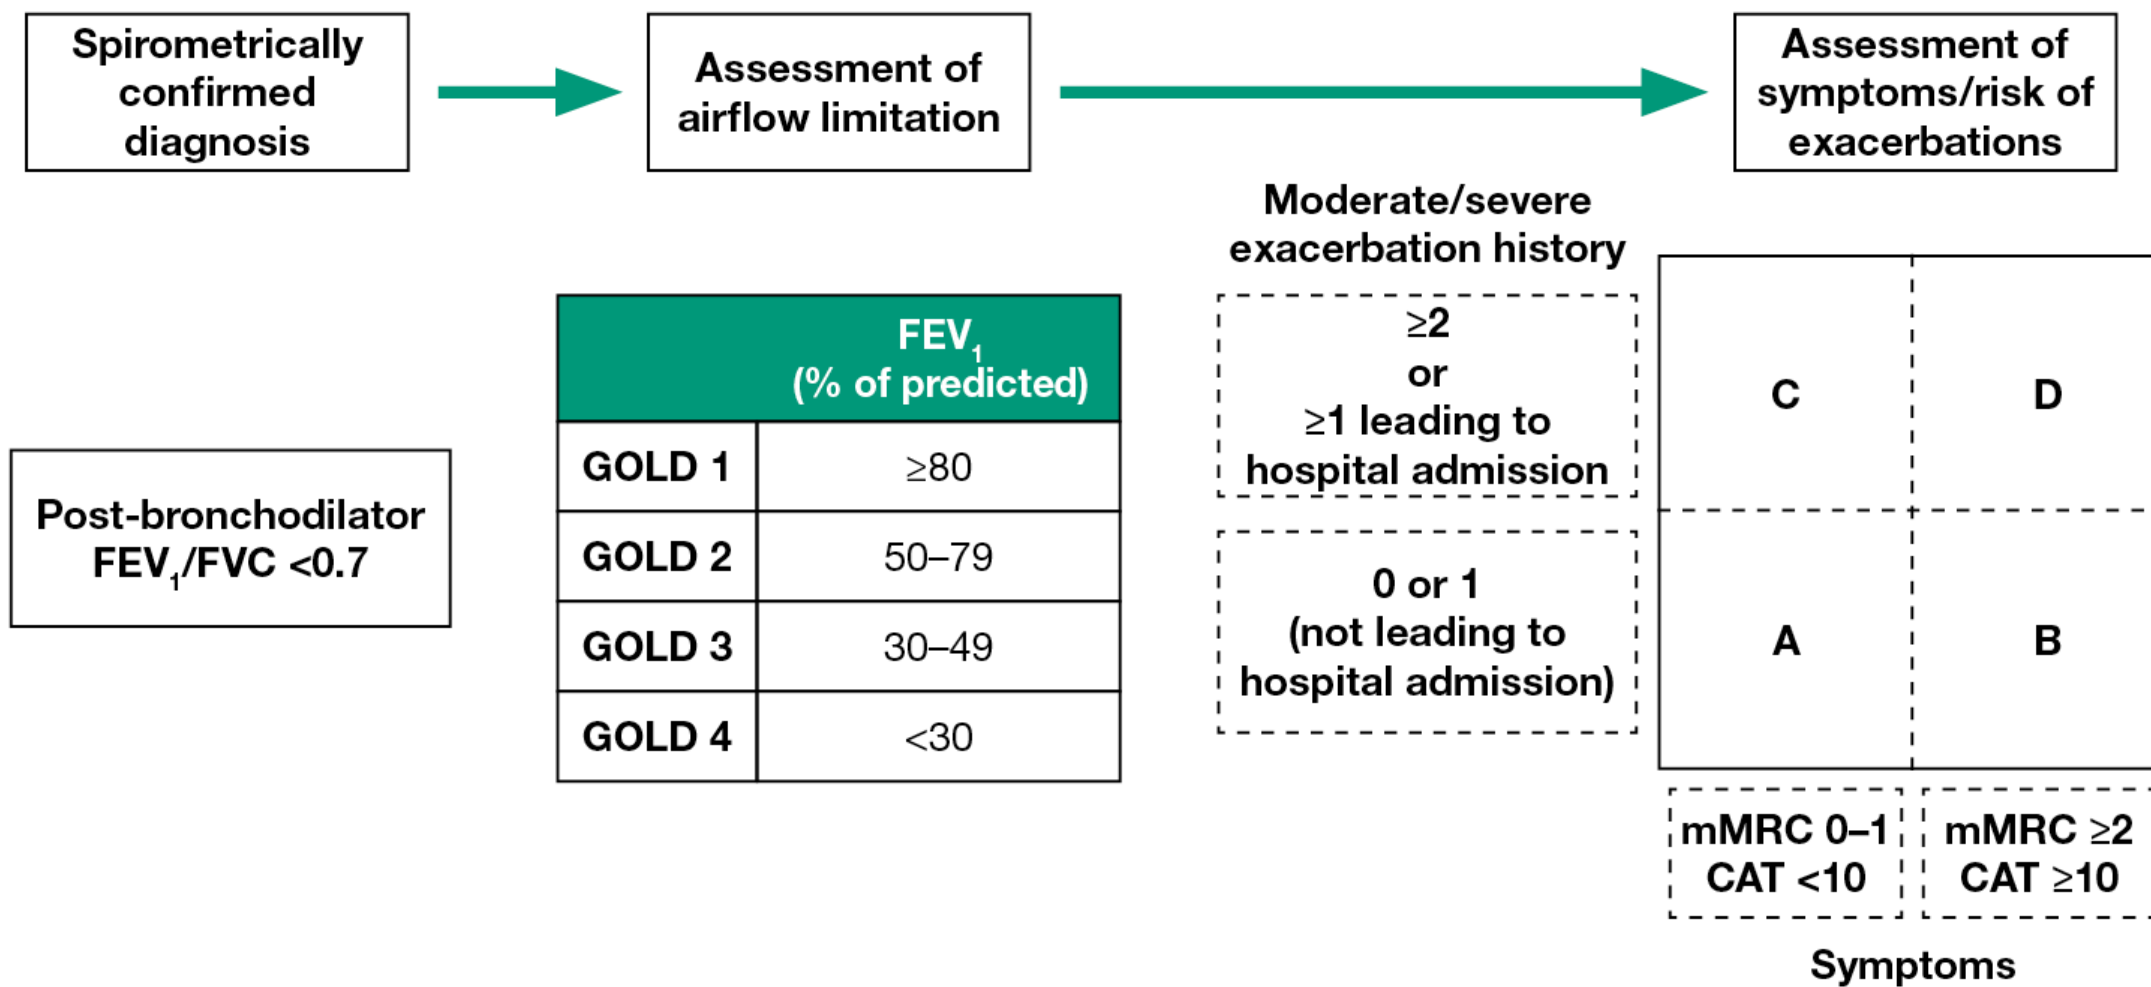 Spirometrically
confirmed
diagnosis
Assessment of
airflow limitation
Assessment of
symptoms/risk of
exacerbations
Post-bronchodilator
FEV₁/FVC <0.7
FEV₁
(% of predicted)
GOLD 1 ≥80
GOLD 2 50–79
GOLD 3 30–49
GOLD 4 <30
Moderate/severe
exacerbation history
≥2
or
≥1 leading to
hospital admission
0 or 1
(not leading to
hospital admission)
C D
A B
mMRC 0–1
CAT <10
mMRC ≥2
CAT ≥10
Symptoms